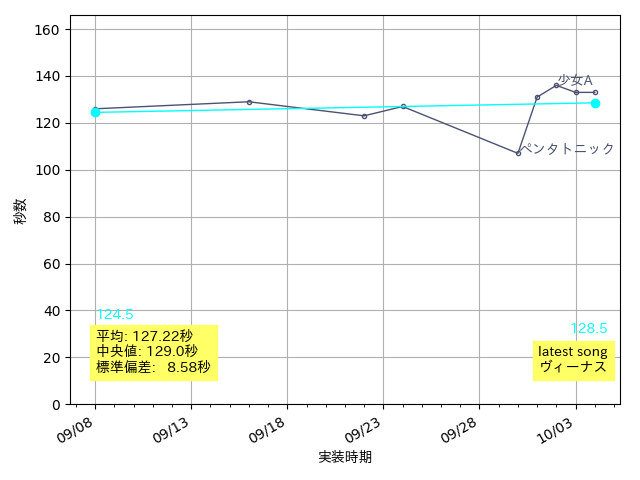 160
140
120
100
80
60
40
20
0
秒数
少女A
ペンタトニック
124.5
128.5
平均: 127.22秒
中央値: 129.0秒
標準偏差: 8.58秒
latest song
ヴィーナス
09/08
09/13
09/18
09/23
09/28
10/03
実装時期